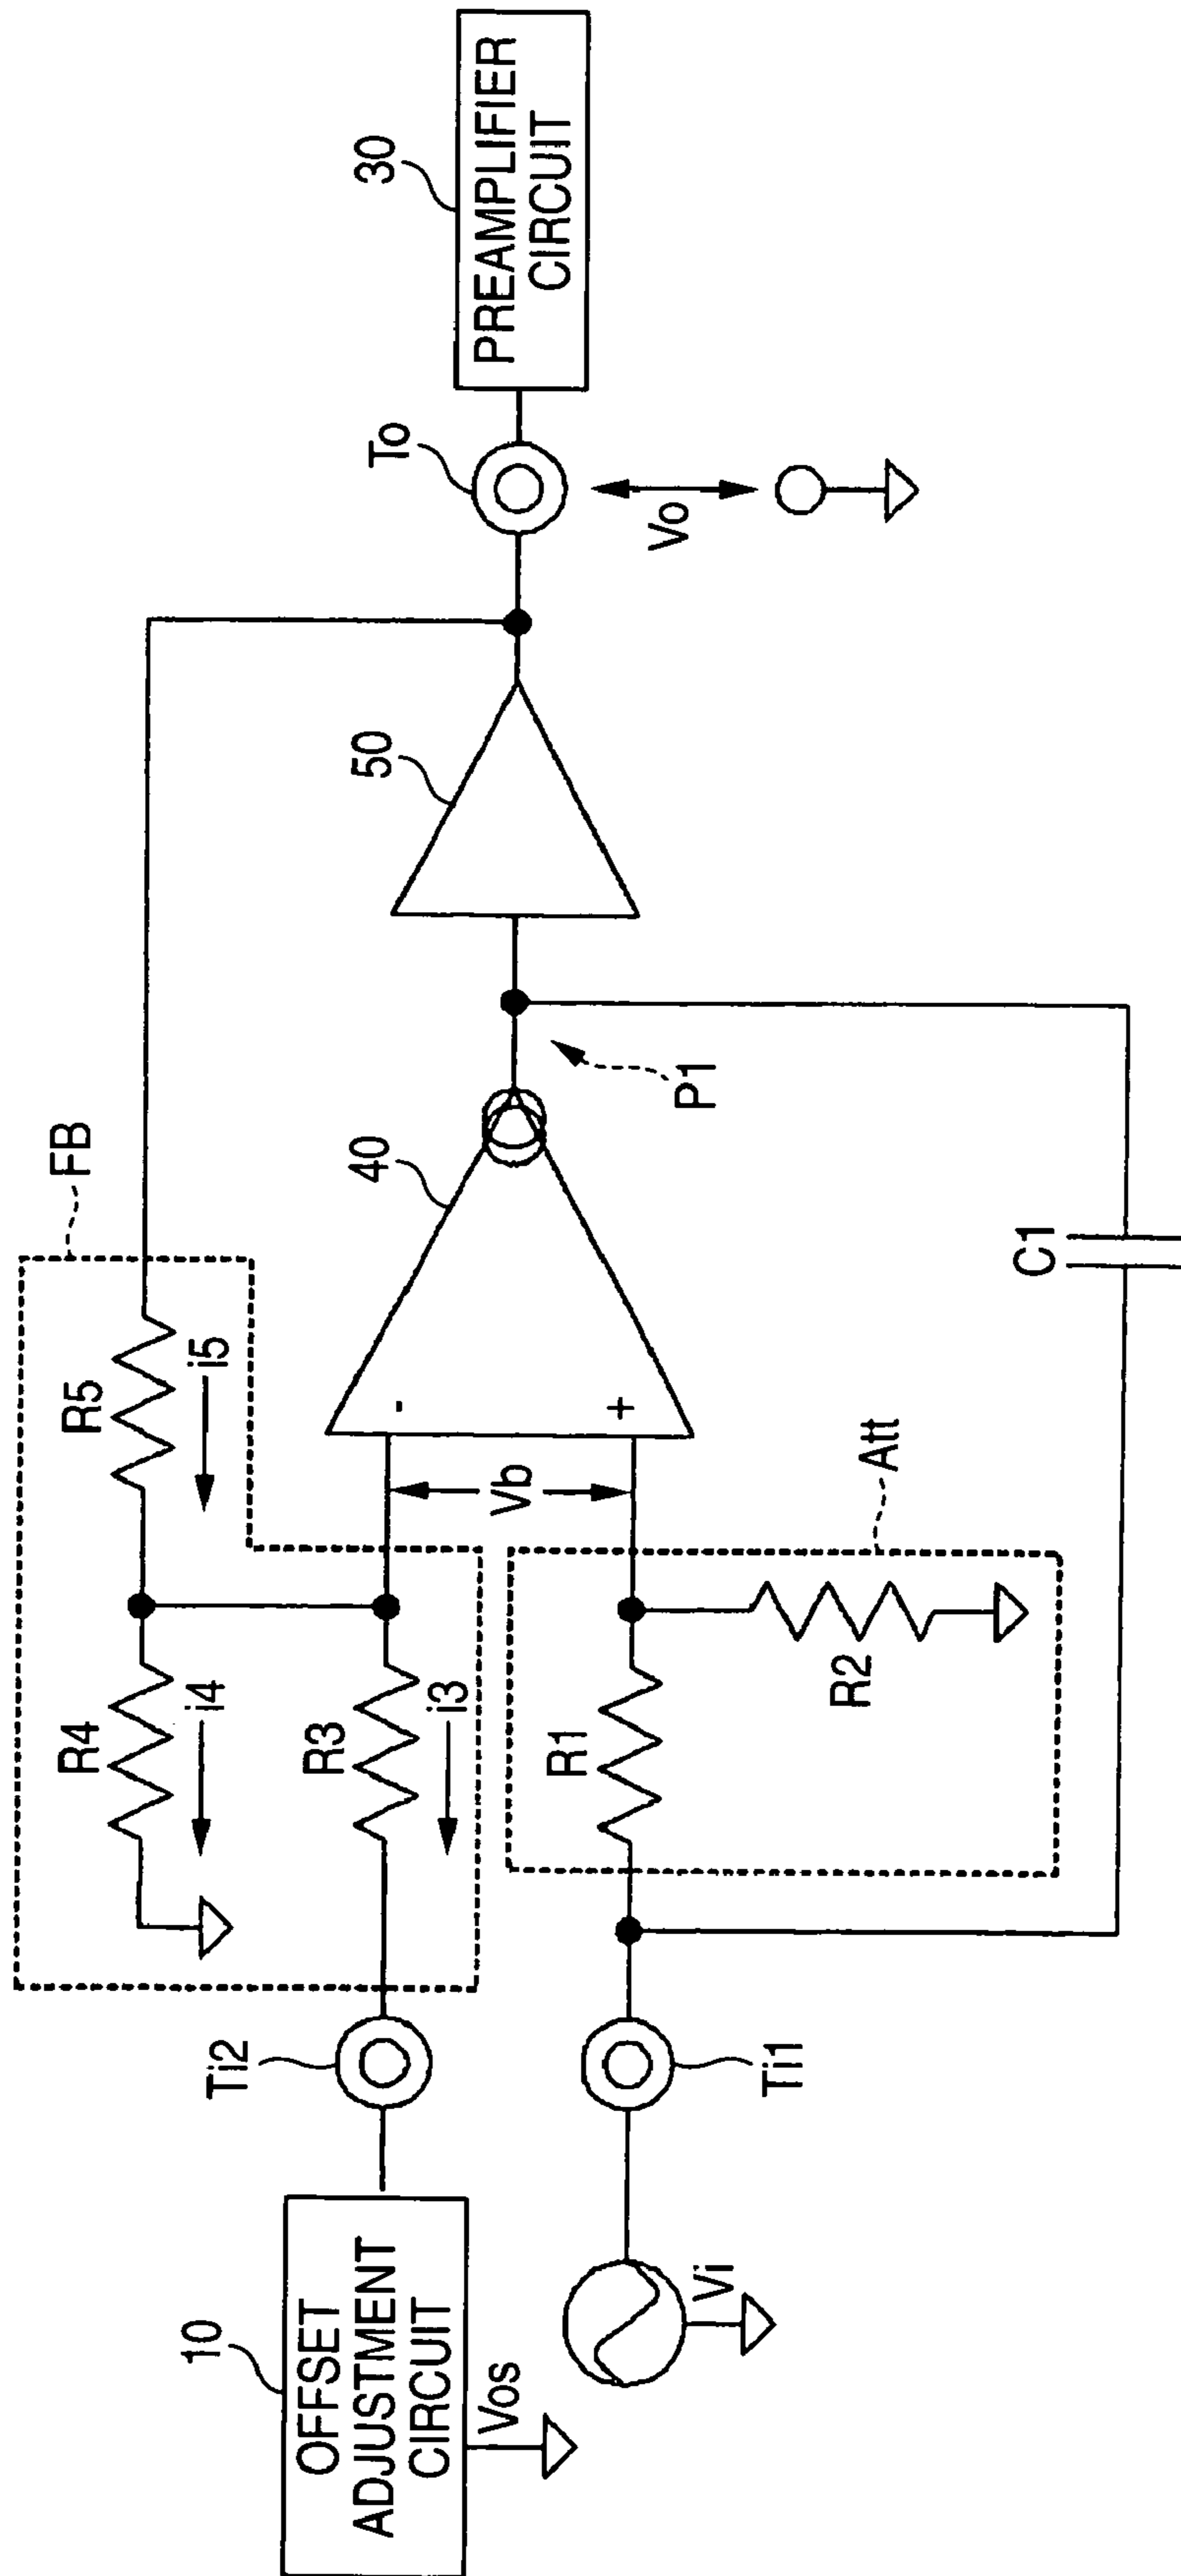 FB
R4
R5
i4
i5
10
OFFSET
ADJUSTMENT
CIRCUIT
Vos
Ti2
R3
i3
Vb
-
+
40
P1
50
To
Vo
30
PREAMPLIFIER
CIRCUIT
Vi
Ti1
R1
R2
Att
C1